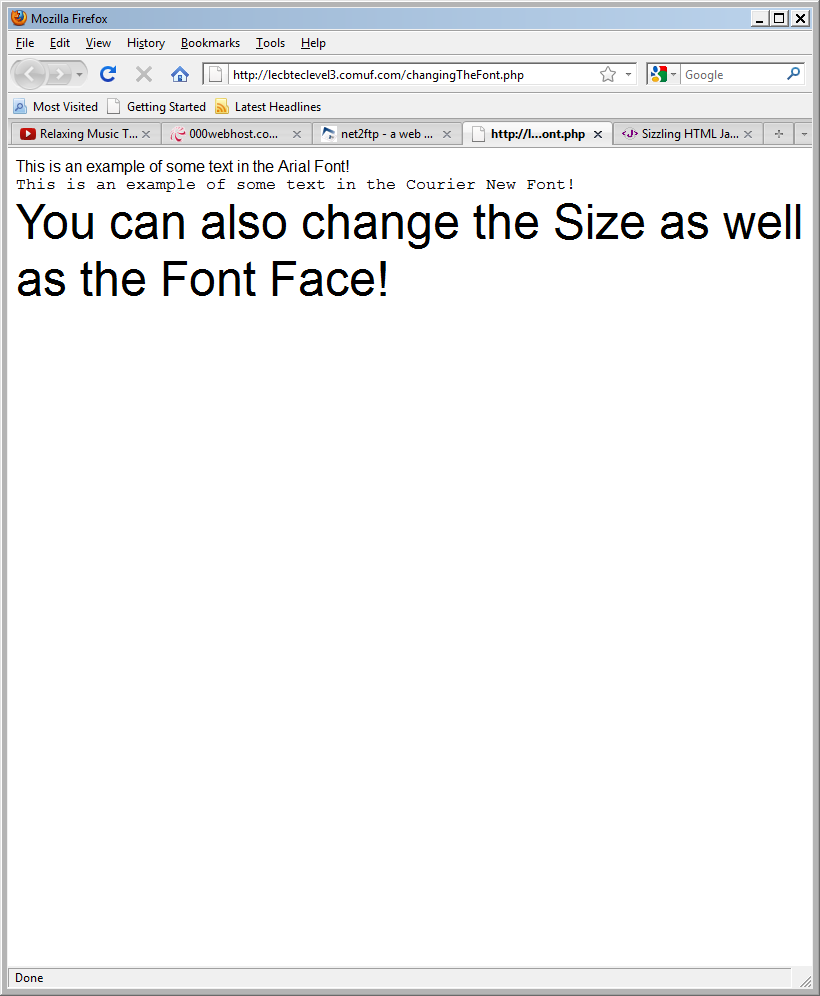 Mozilla Firefox
File Edit View History Bookmarks Tools Help
http://lecbteclevel3.comuf.com/changingTheFont.php Google
Most Visited Getting Started Latest Headlines
Relaxing Music T... 000webhost.co... net2ftp - a web ... http://l...ont.php Sizzling HTML Ja...
This is an example of some text in the Arial Font!
This is an example of some text in the Courier New Font!
You can also change the Size as well
as the Font Face!
Done